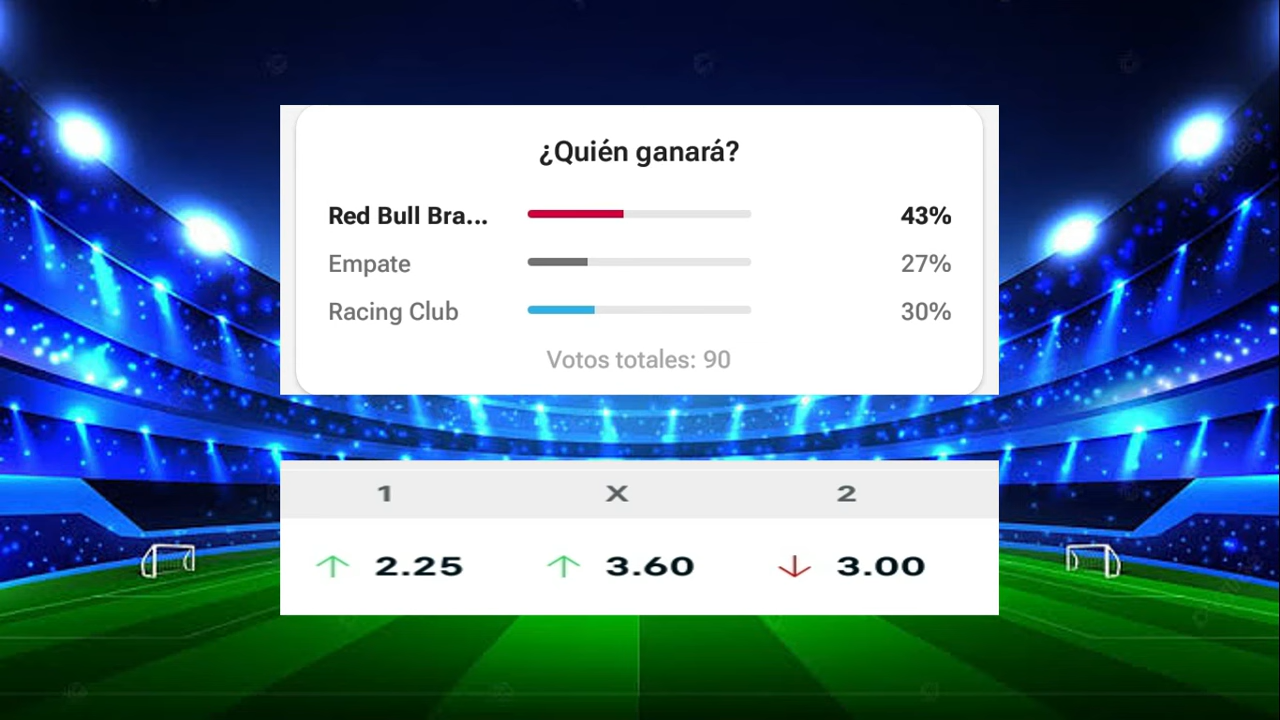 ¿Quién ganará?
Red Bull Bra... 43%
Empate 27%
Racing Club 30%
Votos totales: 90
1 X 2
↑ 2.25 ↑ 3.60 ↓ 3.00